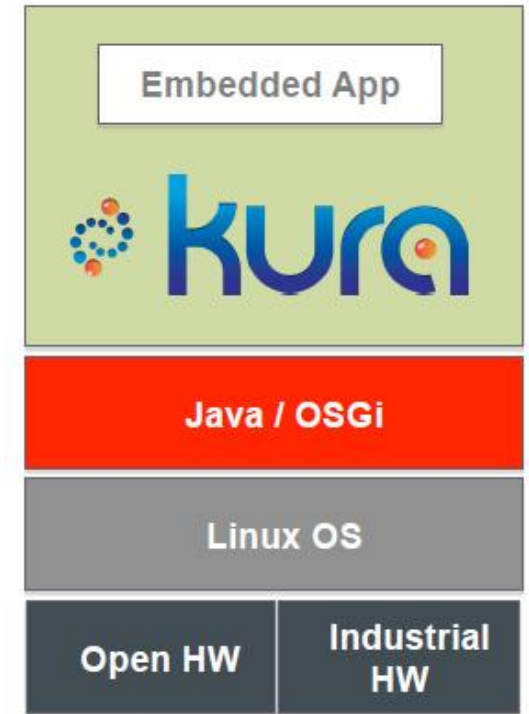 Embedded App
kura
Java / OSGi
Linux OS
Open HW
Industrial
HW